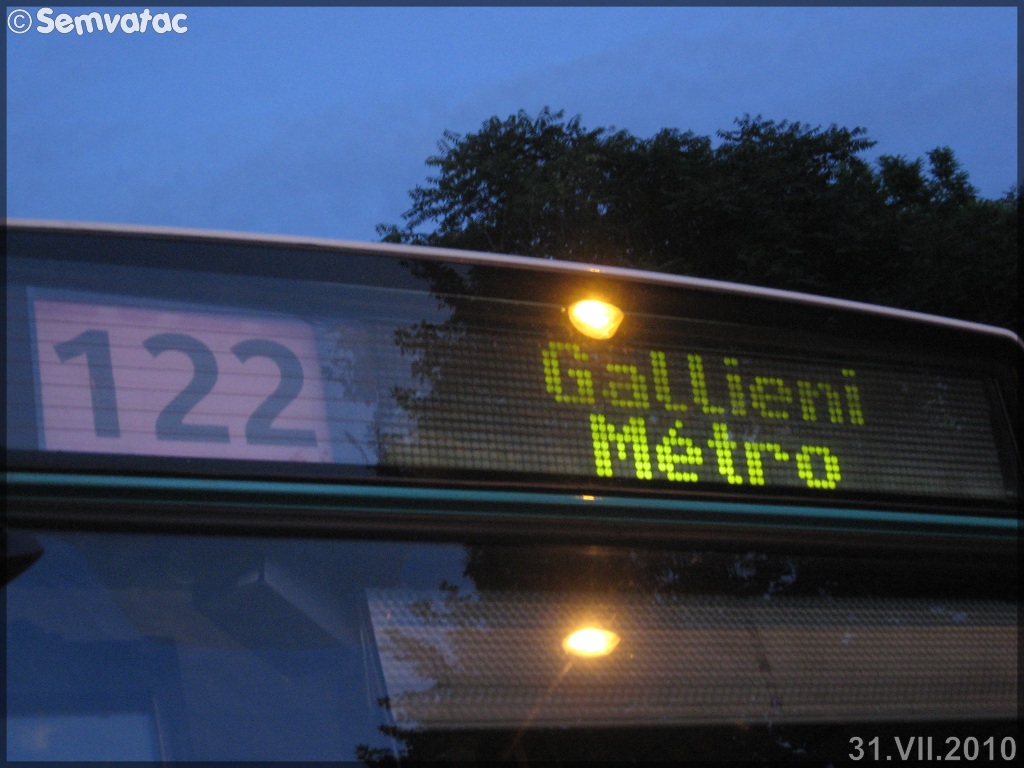 © Semvatac
122
Gallieni
Métro
31.VII.2010